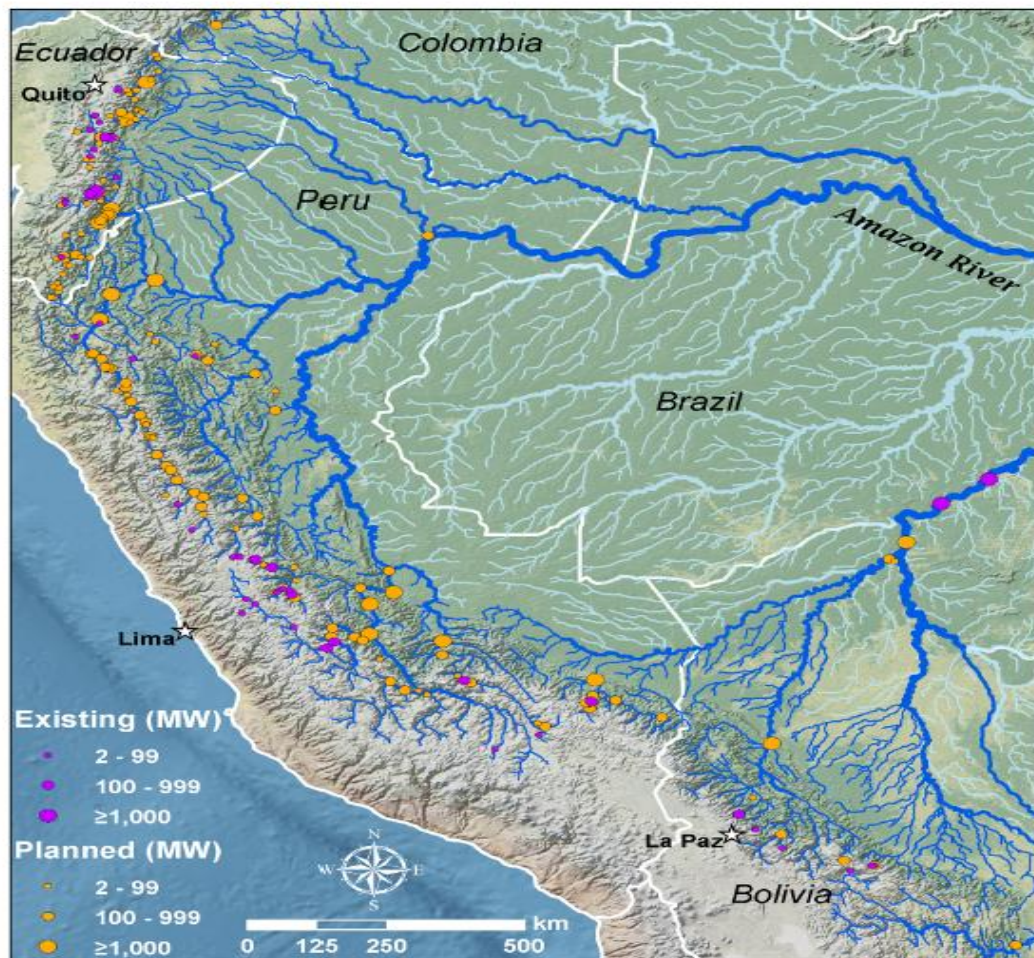 Ecuador
Colombia
Quito
Peru
Amazon River
Brazil
Lima
Existing (MW)
2 - 99
100 - 999
≥1,000
Planned (MW)
2 - 99
100 - 999
≥1,000
N
W E
S
km
0 125 250 500
La Paz
Bolivia